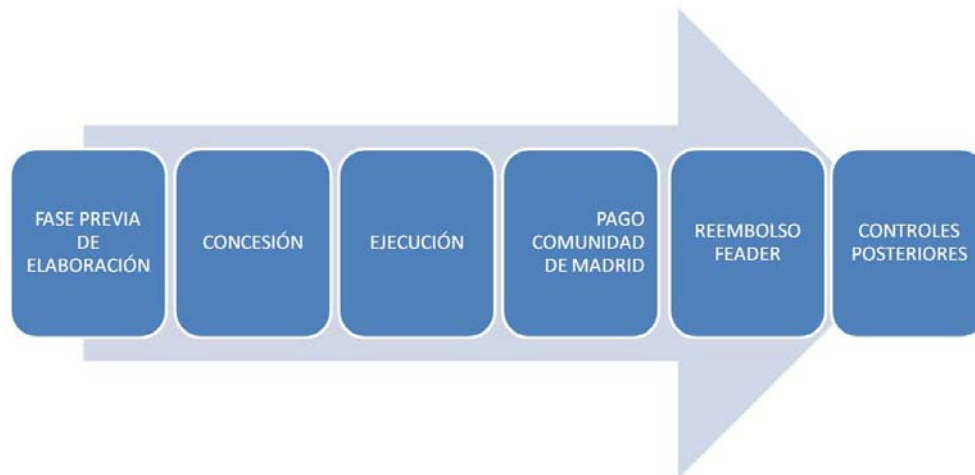 FASE PREVIA
DE
ELABORACIÓN
CONCESIÓN
EJECUCIÓN
PAGO
COMUNIDAD
DE MADRID
REEMBOLSO
FEADER
CONTROLES
POSTERIORES